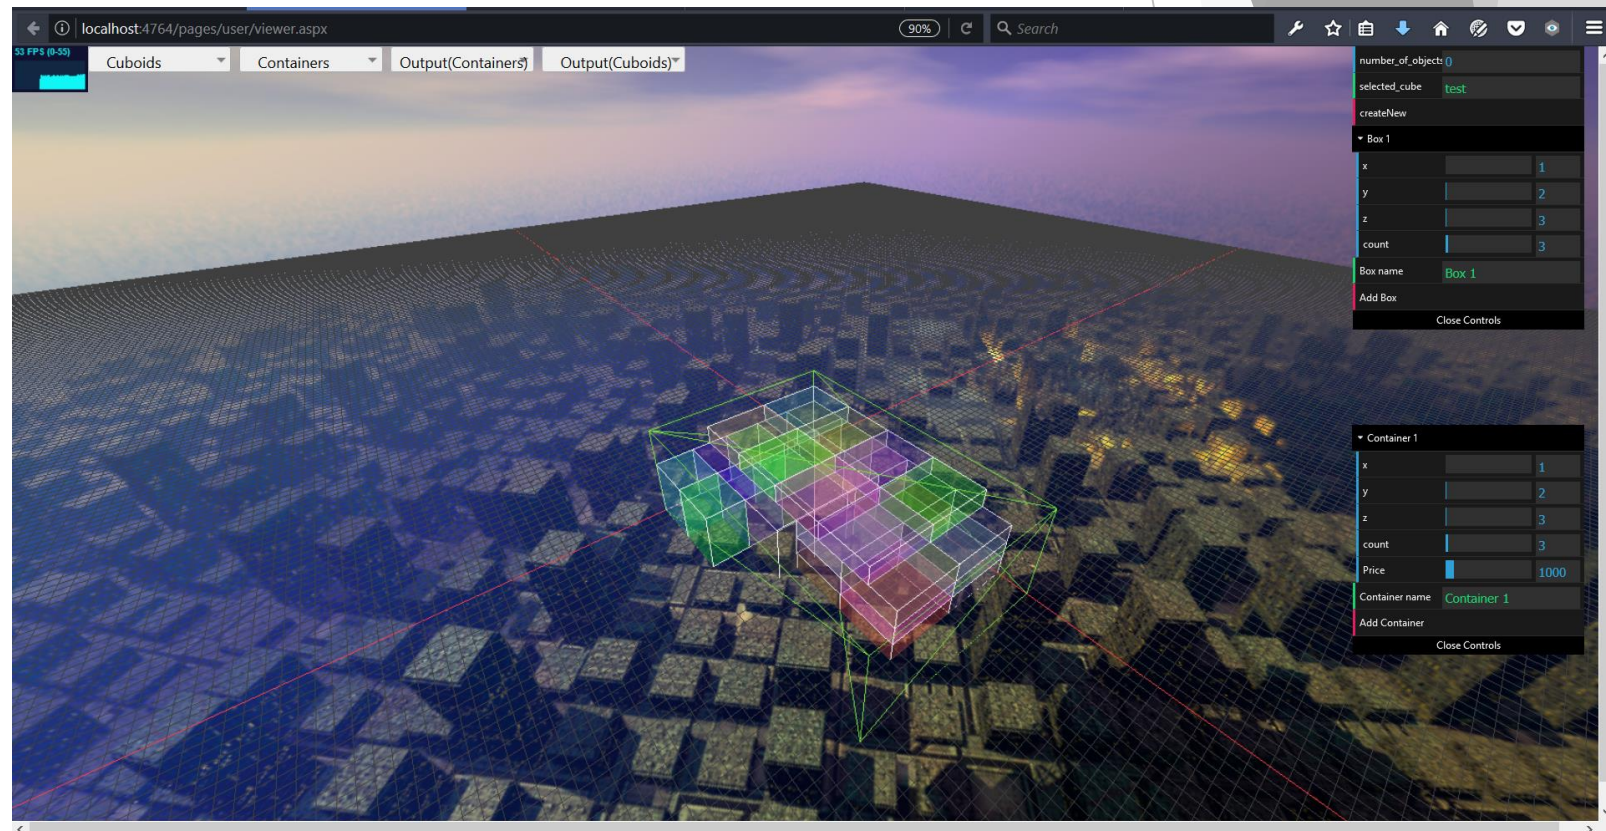 localhost:4764/pages/user/viewer.aspx
90%
Search
53 FPS (0-55)
Cuboids
Containers
Output(Containers)
Output(Cuboids)
number_of_objects 0
selected_cube test
createNew
Box 1
x 1
y 2
z 3
count 3
Box name Box 1
Add Box
Close Controls
Container 1
x 1
y 2
z 3
count 3
Price 1000
Container name Container 1
Add Container
Close Controls